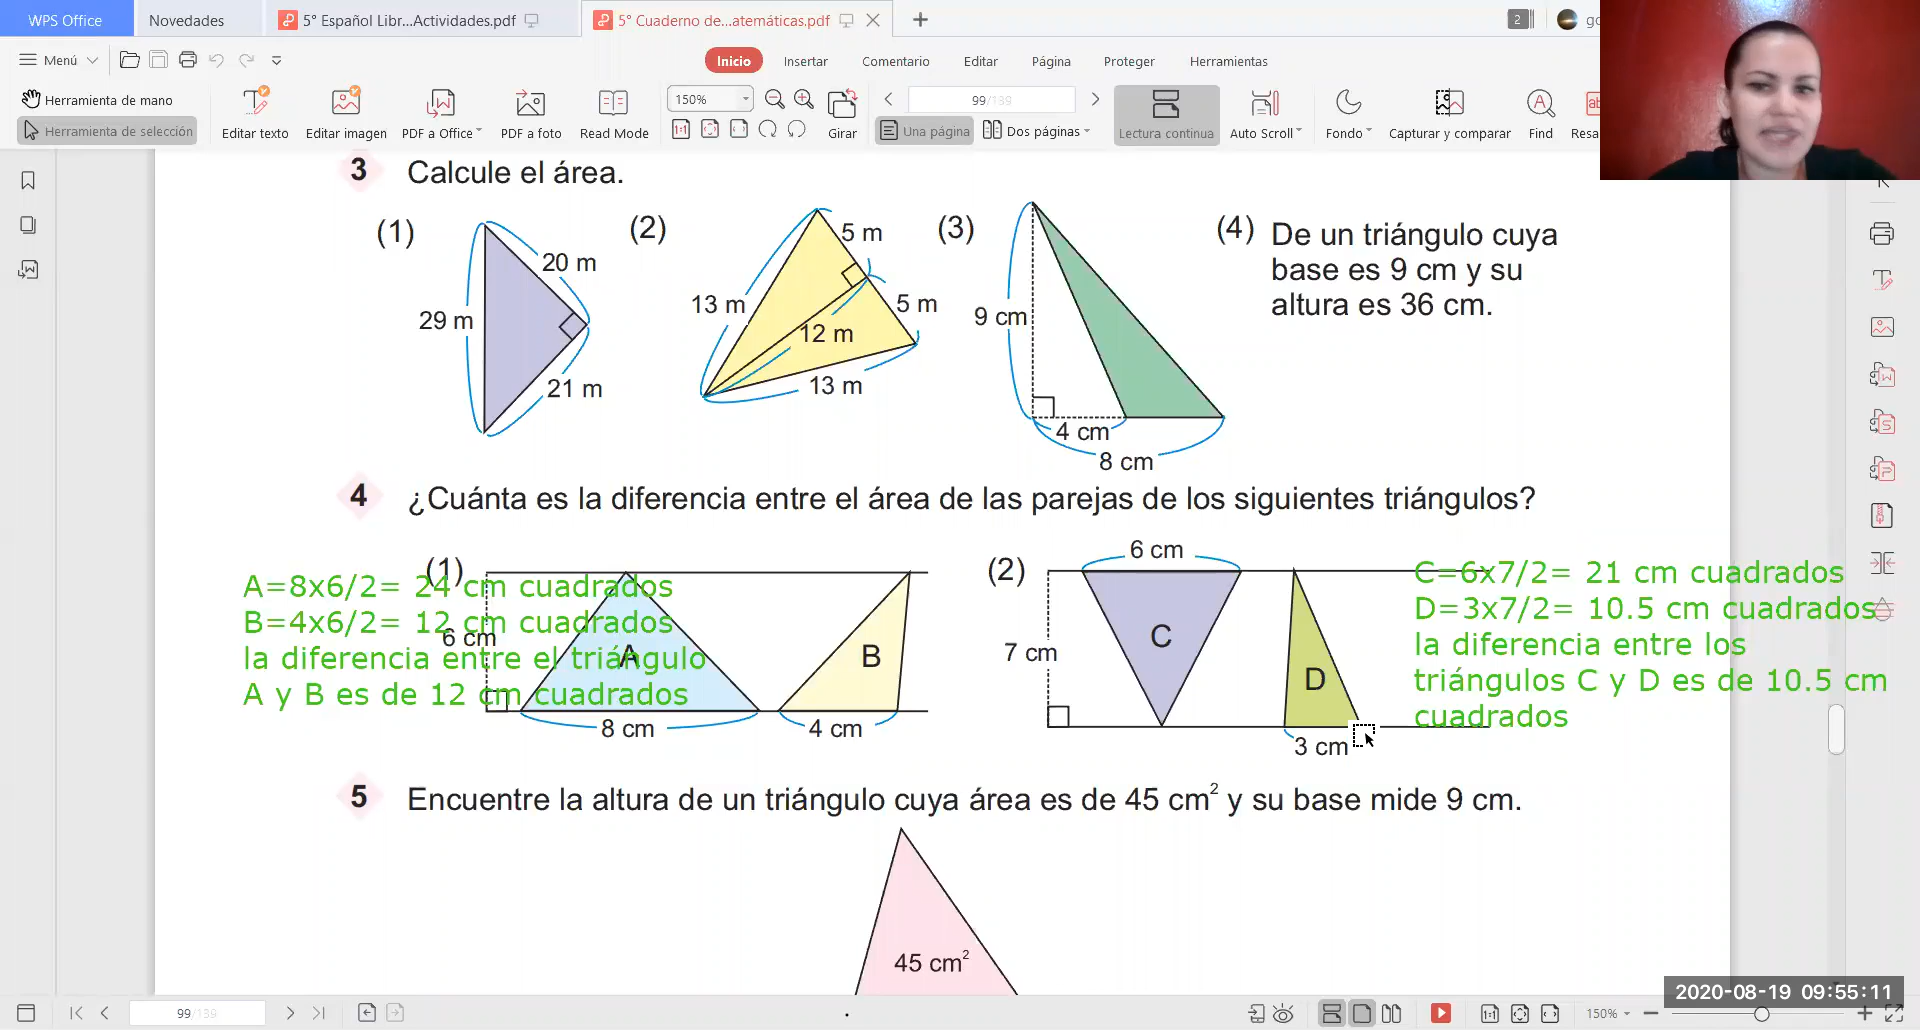 WPS Office
Novedades
5° Español Libr...Actividades.pdf
5° Cuaderno de...atemáticas.pdf
2
Menú
Inicio
Insertar
Comentario
Editar
Página
Proteger
Herramientas
Herramienta de mano
Herramienta de selección
Editar texto
Editar imagen
PDF a Office
PDF a foto
Read Mode
150%
Girar
99/139
Una página
Dos páginas
Lectura continua
Auto Scroll
Fondo
Capturar y comparar
Find
3 Calcule el área.
(1)
20 m
29 m
21 m
(2)
5 m
13 m
5 m
12 m
13 m
(3)
9 cm
4 cm
8 cm
(4) De un triángulo cuya
base es 9 cm y su
altura es 36 cm.
4 ¿Cuánta es la diferencia entre el área de las parejas de los siguientes triángulos?
(1)
A=8x6/2= 24 cm cuadrados
B=4x6/2= 12 cm cuadrados
la diferencia entre el triángulo
A y B es de 12 cm cuadrados
6 cm
A
B
8 cm
4 cm
(2)
6 cm
7 cm
C
D
3 cm
C=6x7/2= 21 cm cuadrados
D=3x7/2= 10.5 cm cuadrados
la diferencia entre los
triángulos C y D es de 10.5 cm
cuadrados
5 Encuentre la altura de un triángulo cuya área es de 45 cm² y su base mide 9 cm.
45 cm²
2020-08-19 09:55:11
99/139
150%